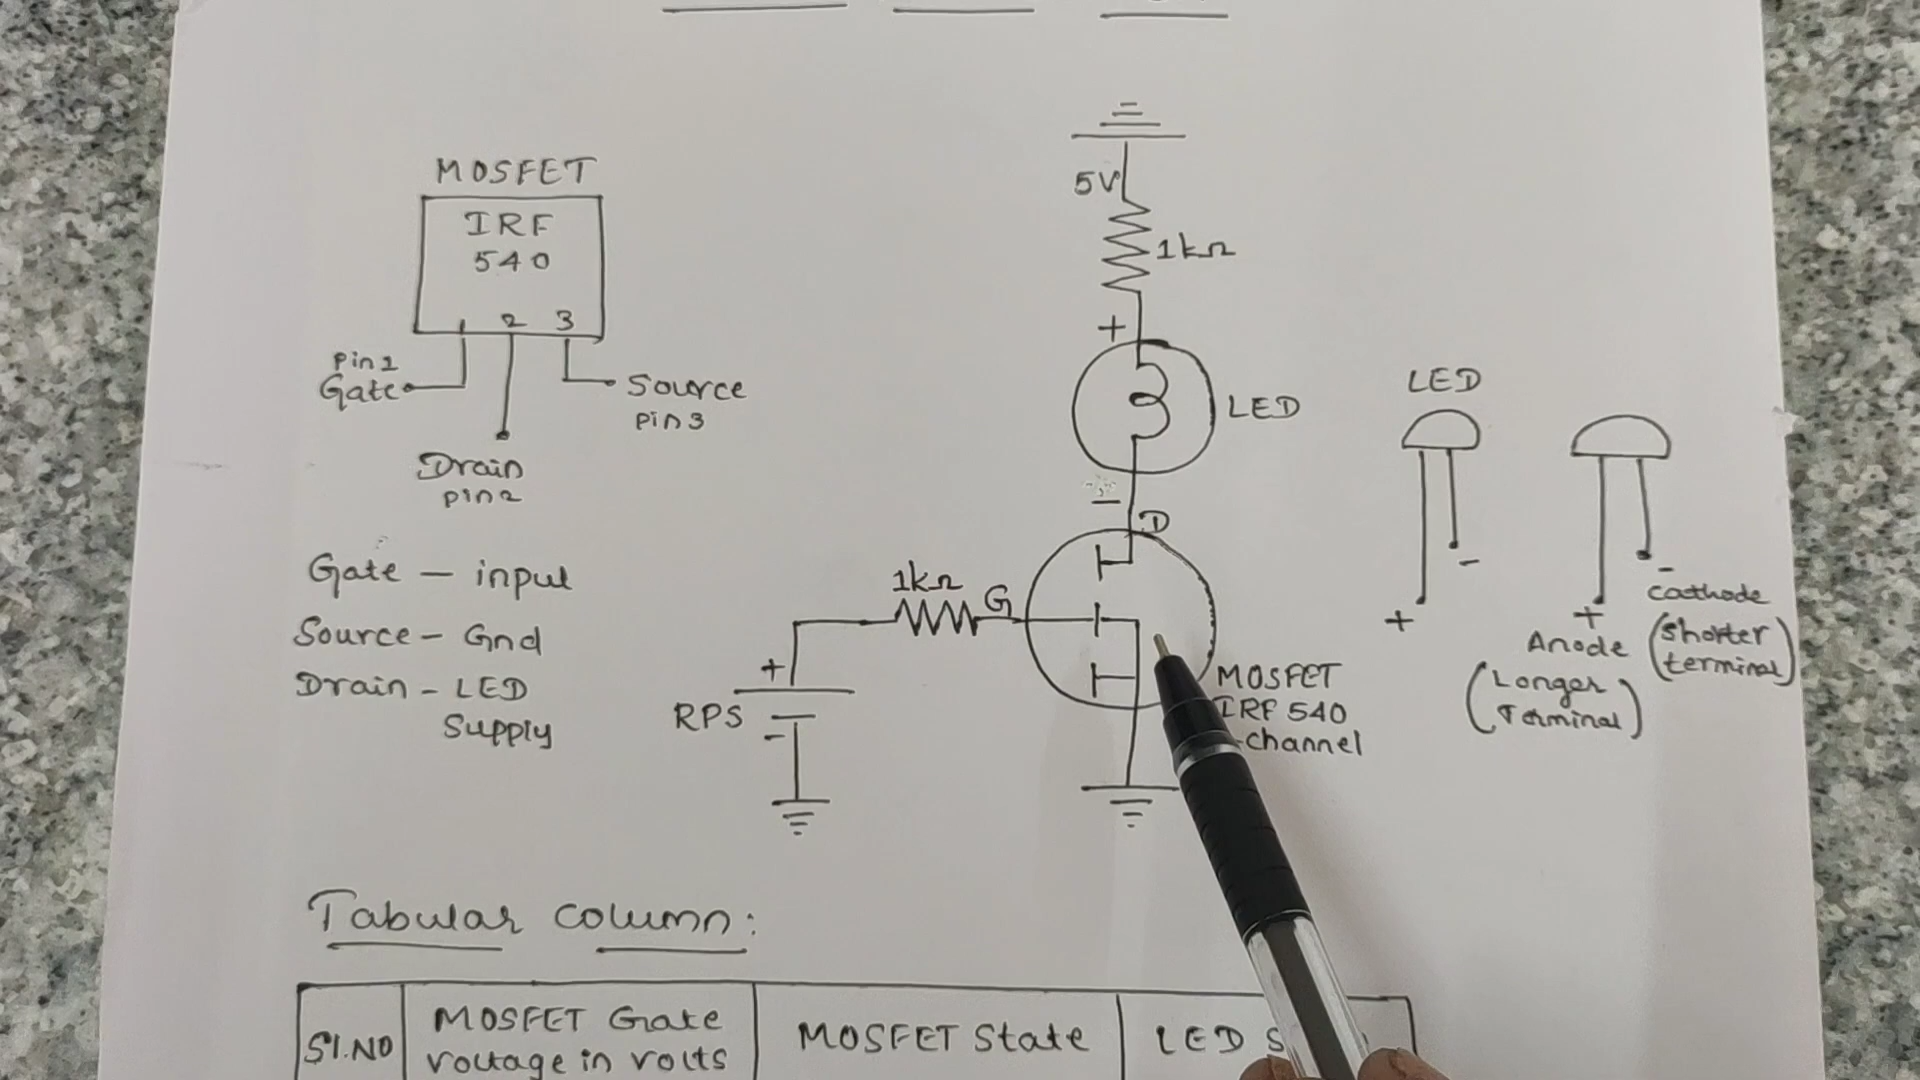 MOSFET
IRF
540
1 2 3
Pin1
Gate
Source
Pin3
Drain
Pin2
Gate – input
Source – Gnd
Drain – LED
Supply
5V
1kΩ
+
LED
–
D
1kΩ
G
+
RPS
–
MOSFET
IRF 540
-channel
LED
+
–
–
Cathode
(shorter
terminal)
+
Anode
(Longer
Terminal)
Tabular Column:
Sl.NO
MOSFET Gate
voltage in volts
MOSFET State
LED S